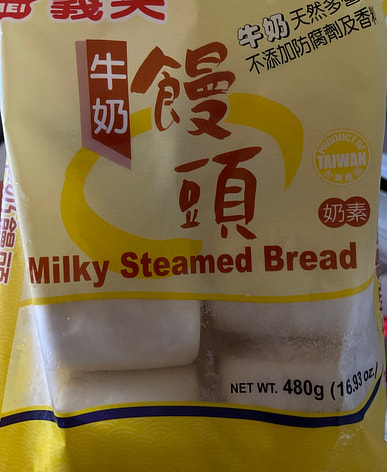 義美
牛奶 天然多
不添加防腐劑及香料
牛奶
饅頭
PRODUCT OF
TAIWAN
奶素
Milky Steamed Bread
NET WT. 480g (16.93 oz.)